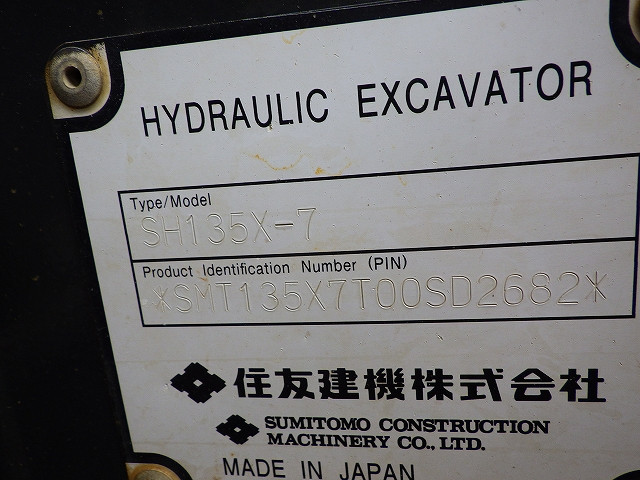 HYDRAULIC EXCAVATOR
Type/Model
SH135X-7
Product Identification Number (PIN)
*SMT135X7T00SD2682*
住友建機株式会社
SUMITOMO CONSTRUCTION
MACHINERY CO., LTD.
MADE IN JAPAN